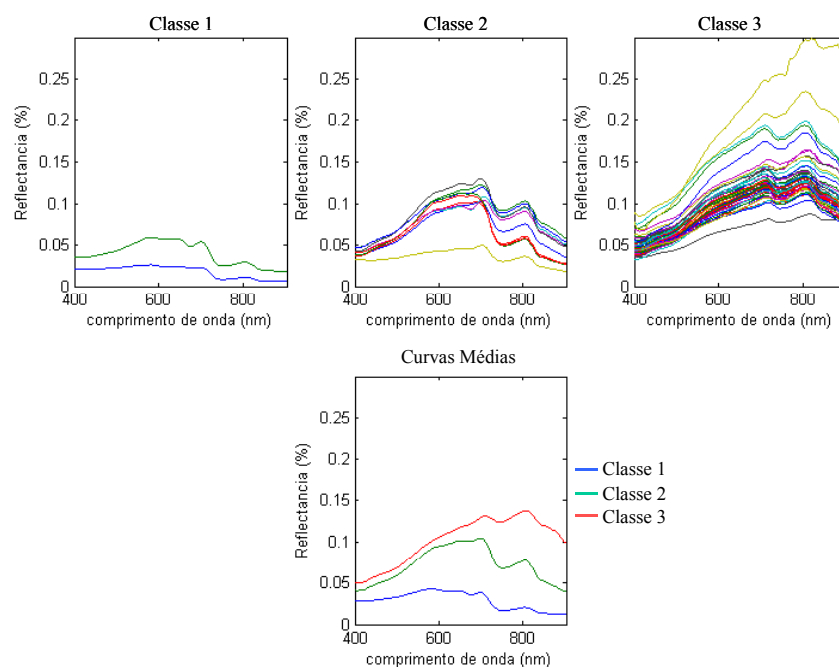 Classe 1
Classe 2
Classe 3
0.25
0.2
0.15
0.1
0.05
0
Reflectancia (%)
400
600
800
comprimento de onda (nm)
0.25
0.2
0.15
0.1
0.05
0
Reflectancia (%)
400
600
800
comprimento de onda (nm)
0.25
0.2
0.15
0.1
0.05
0
Reflectancia (%)
400
600
800
comprimento de onda (nm)
Curvas Médias
0.25
0.2
0.15
0.1
0.05
0
Reflectancia (%)
400
600
800
comprimento de onda (nm)
Classe 1
Classe 2
Classe 3